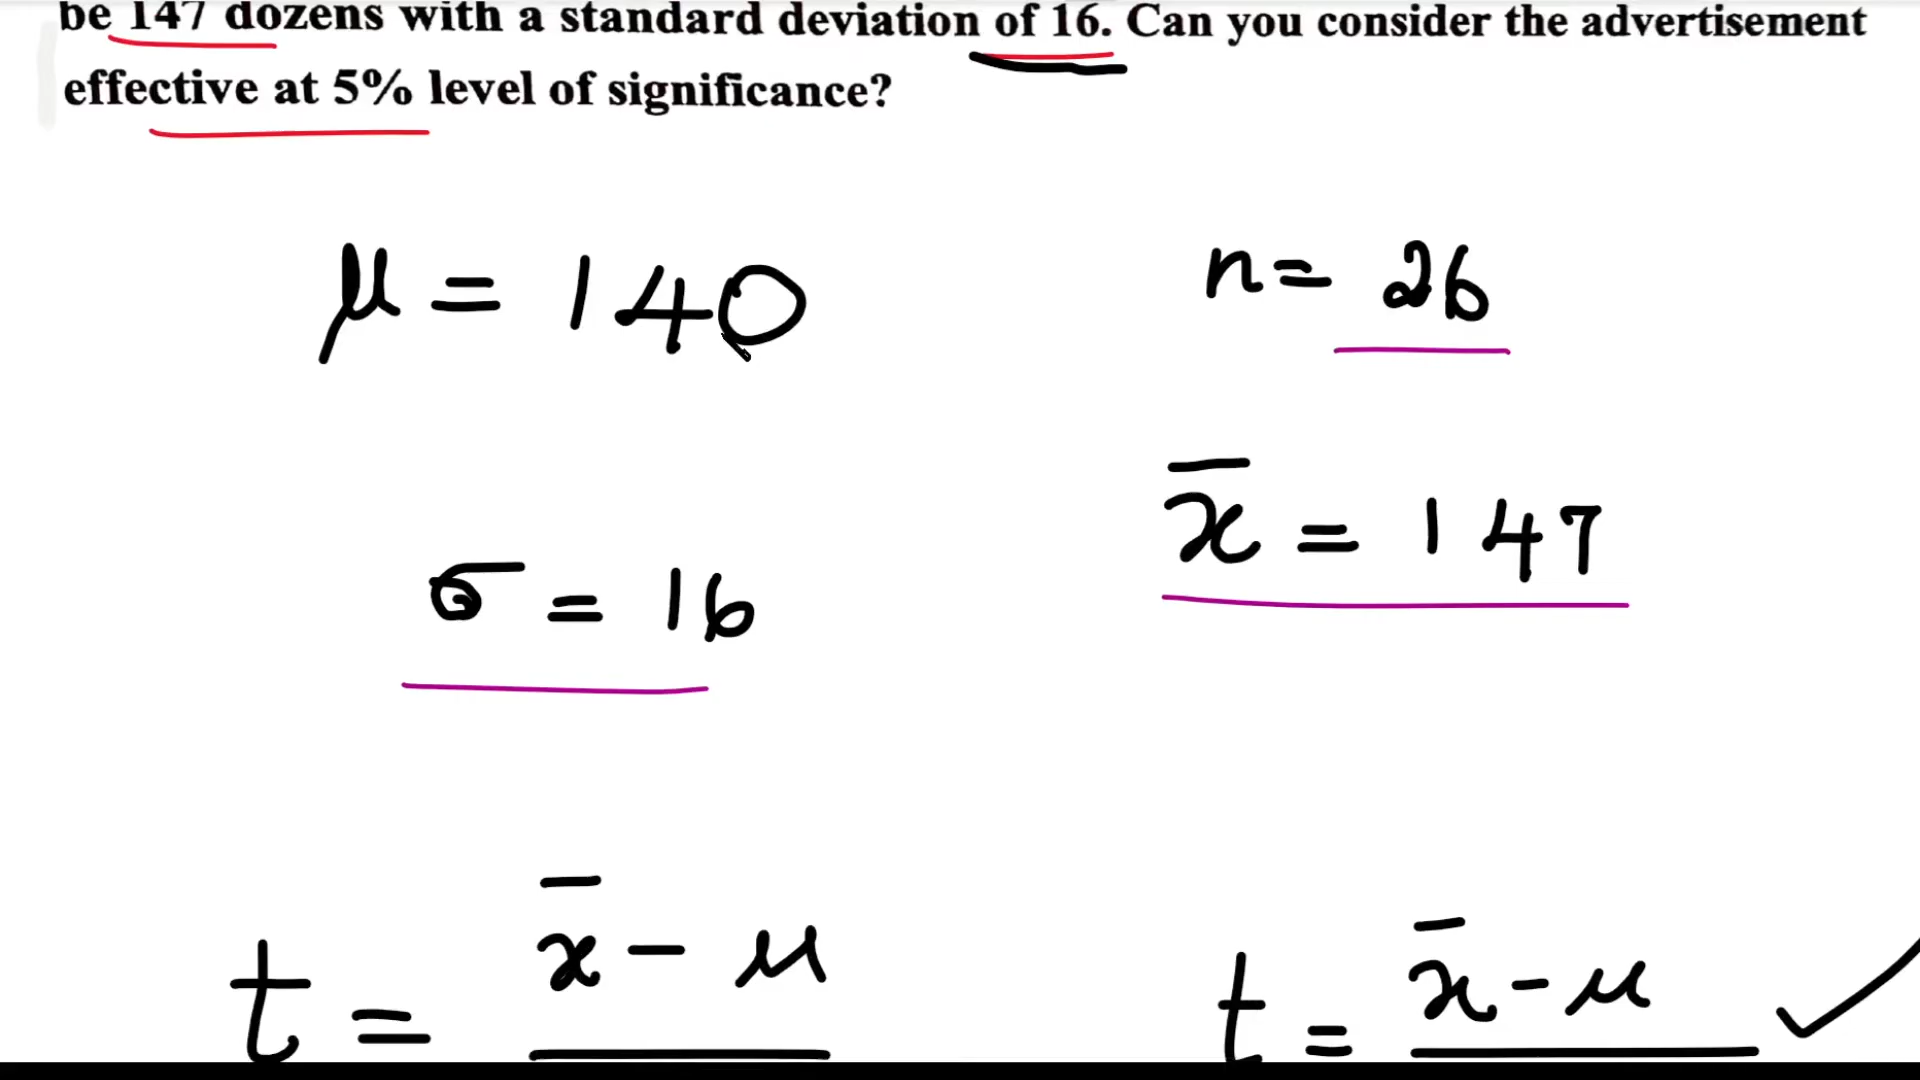 be 147 dozens with a standard deviation of 16. Can you consider the advertisement
effective at 5% level of significance?
μ = 140
n = 26
x̄ = 147
σ = 16
t = x̄ - μ
t = x̄ - μ